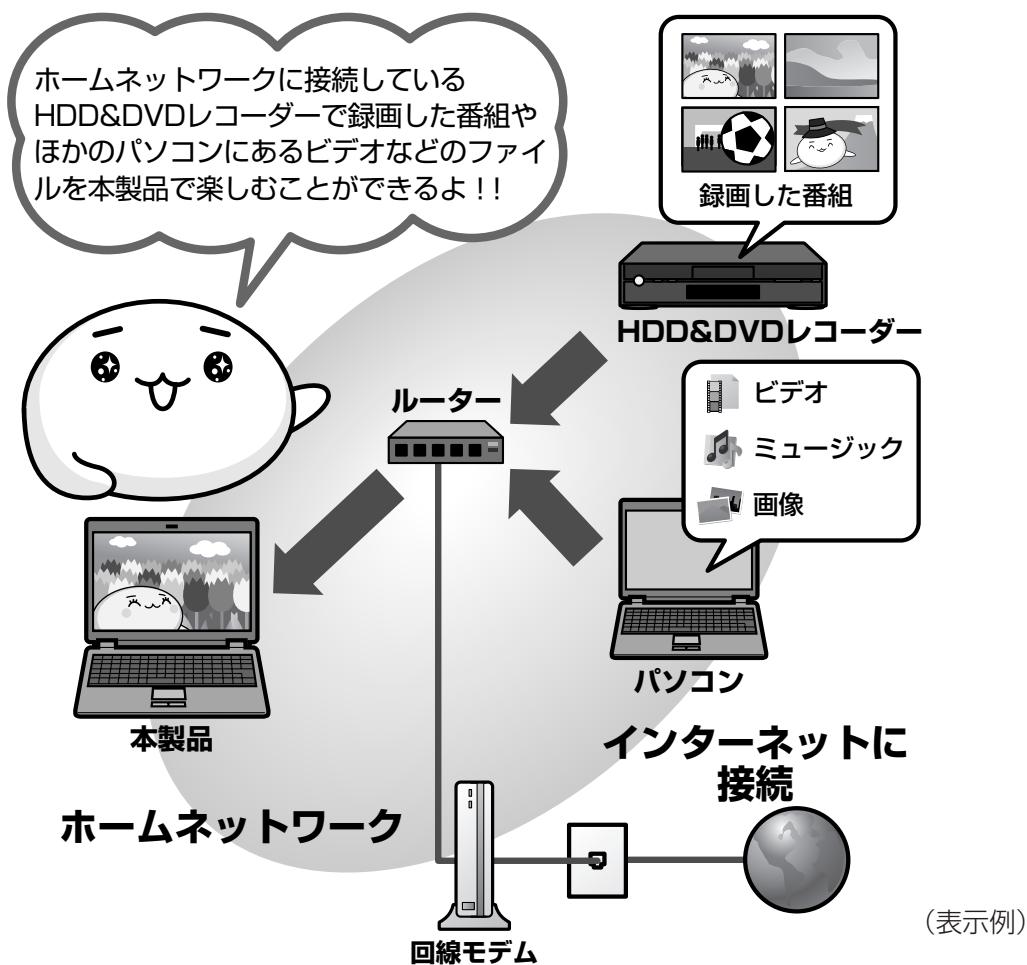 ホームネットワークに接続している
HDD&DVDレコーダーで録画した番組や
ほかのパソコンにあるビデオなどのファイ
ルを本製品で楽しむことができるよ!!
録画した番組
HDD&DVDレコーダー
ルーター
ビデオ
ミュージック
画像
パソコン
本製品
インターネットに
接続
ホームネットワーク
回線モデム
(表示例)